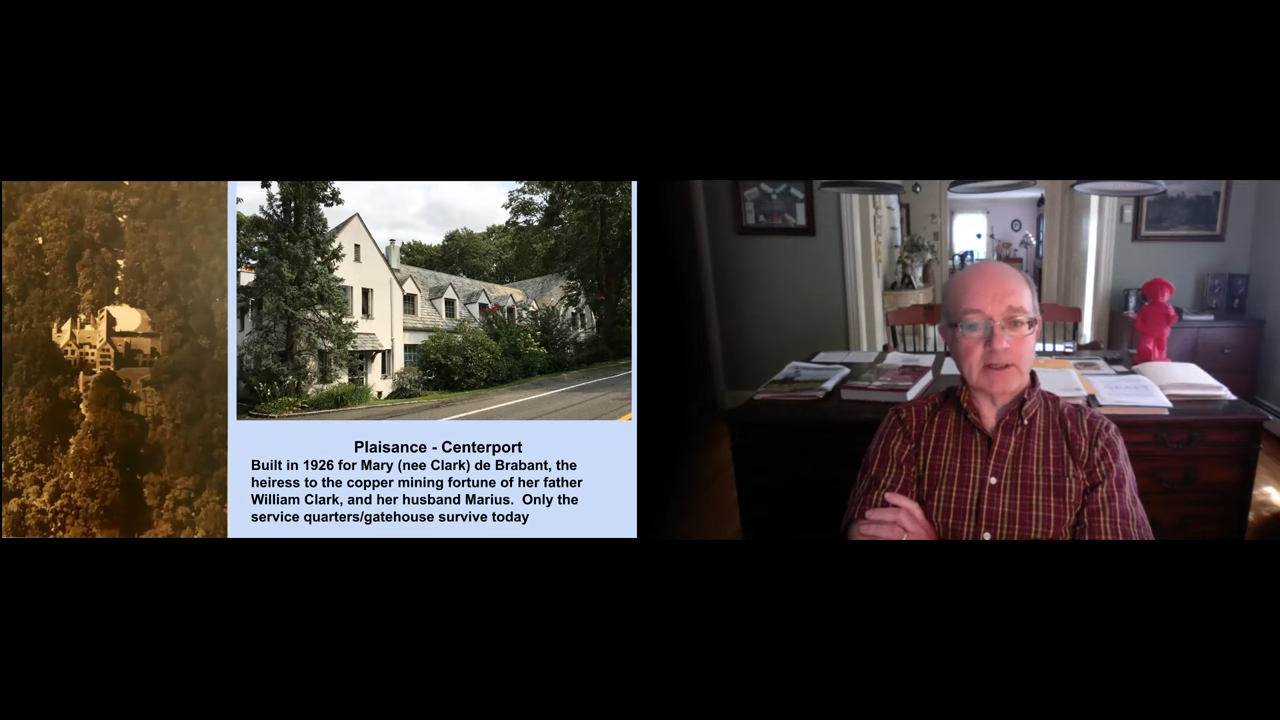 Plaisance - Centerport
Built in 1926 for Mary (nee Clark) de Brabant, the
heiress to the copper mining fortune of her father
William Clark, and her husband Marius.  Only the
service quarters/gatehouse survive today